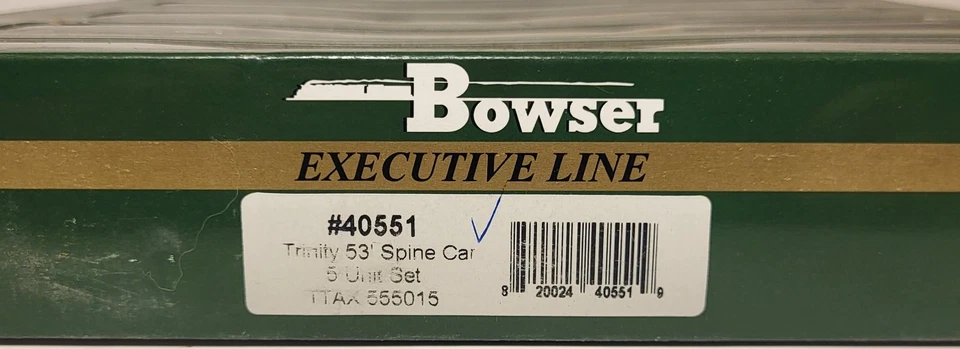 Bowser
EXECUTIVE LINE
#40551
Trinity 53' Spine Car
5 Unit Set
TTAX 555015
8 20024 40551 9